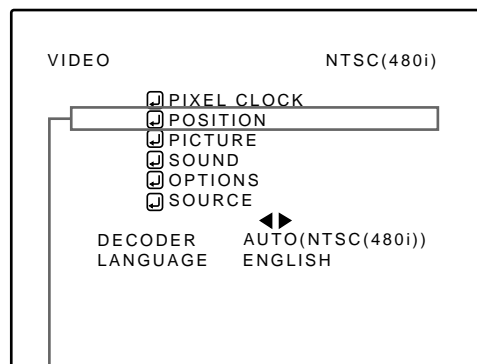 VIDEO NTSC(480i)
PIXEL CLOCK
POSITION
PICTURE
SOUND
OPTIONS
SOURCE
DECODER AUTO(NTSC(480i))
LANGUAGE ENGLISH